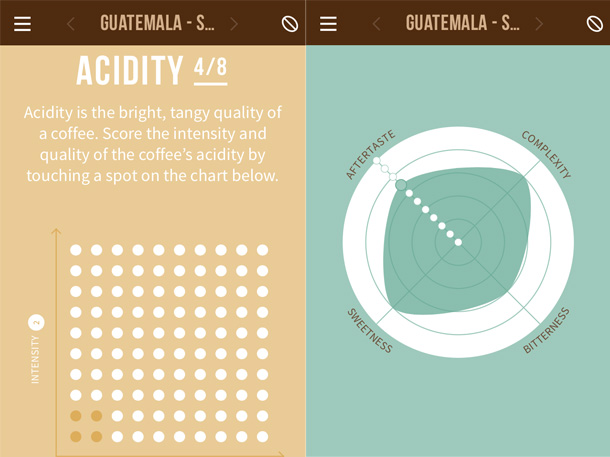 GUATEMALA - S...
ACIDITY 4/8
Acidity is the bright, tangy quality of
a coffee. Score the intensity and
quality of the coffee's acidity by
touching a spot on the chart below.
INTENSITY 2
GUATEMALA - S...
AFTERTASTE
COMPLEXITY
SWEETNESS
BITTERNESS